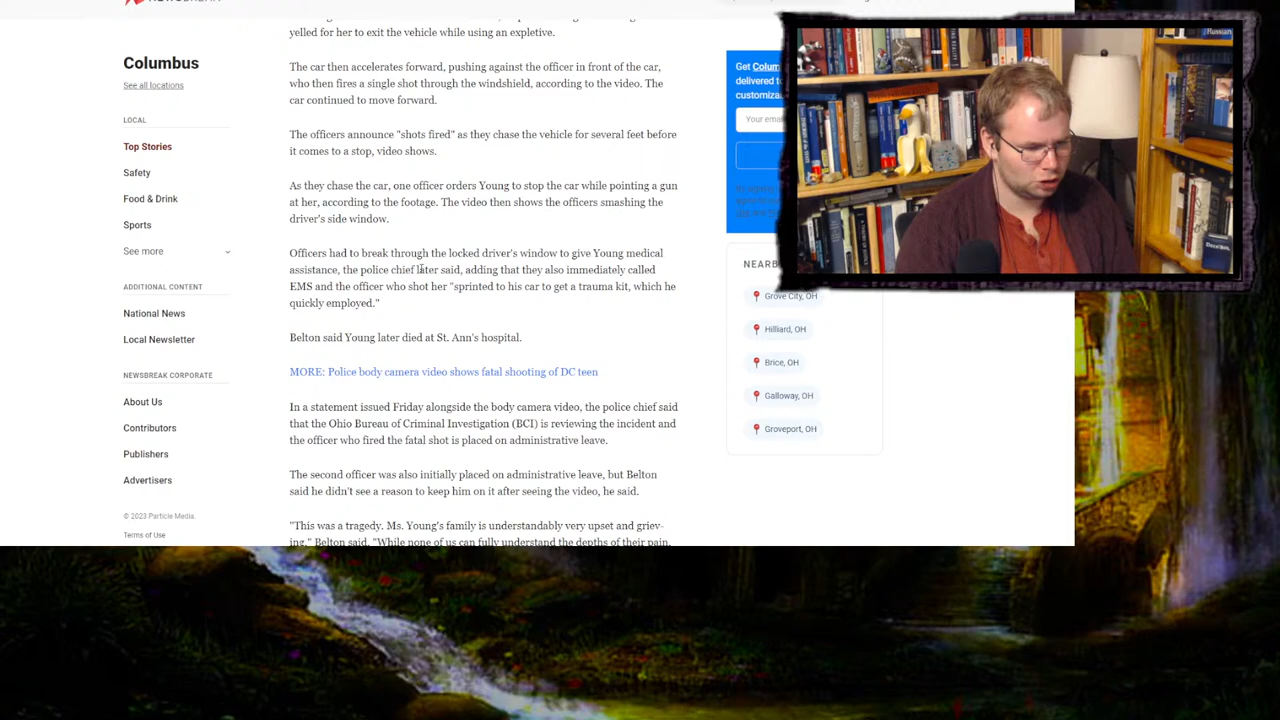 yelled for her to exit the vehicle while using an expletive.
Columbus
See all locations
LOCAL
Top Stories
Safety
Food & Drink
Sports
See more
ADDITIONAL CONTENT
National News
Local Newsletter
NEWSBREAK CORPORATE
About Us
Contributors
Publishers
Advertisers
© 2023 Particle Media.
Terms of Use
The car then accelerates forward, pushing against the officer in front of the car,
who then fires a single shot through the windshield, according to the video. The
car continued to move forward.
The officers announce "shots fired" as they chase the vehicle for several feet before
it comes to a stop, video shows.
As they chase the car, one officer orders Young to stop the car while pointing a gun
at her, according to the footage. The video then shows the officers smashing the
driver's side window.
Officers had to break through the locked driver's window to give Young medical
assistance, the police chief later said, adding that they also immediately called
EMS and the officer who shot her "sprinted to his car to get a trauma kit, which he
quickly employed."
Belton said Young later died at St. Ann's hospital.
MORE: Police body camera video shows fatal shooting of DC teen
In a statement issued Friday alongside the body camera video, the police chief said
that the Ohio Bureau of Criminal Investigation (BCI) is reviewing the incident and
the officer who fired the fatal shot is placed on administrative leave.
The second officer was also initially placed on administrative leave, but Belton
said he didn't see a reason to keep him on it after seeing the video, he said.
"This was a tragedy. Ms. Young's family is understandably very upset and griev-
ing," Belton said. "While none of us can fully understand the depths of their pain,
Get Colum
delivered to
customiza
Your emai
NEARB
Grove City, OH
Hilliard, OH
Brice, OH
Galloway, OH
Groveport, OH
Russian